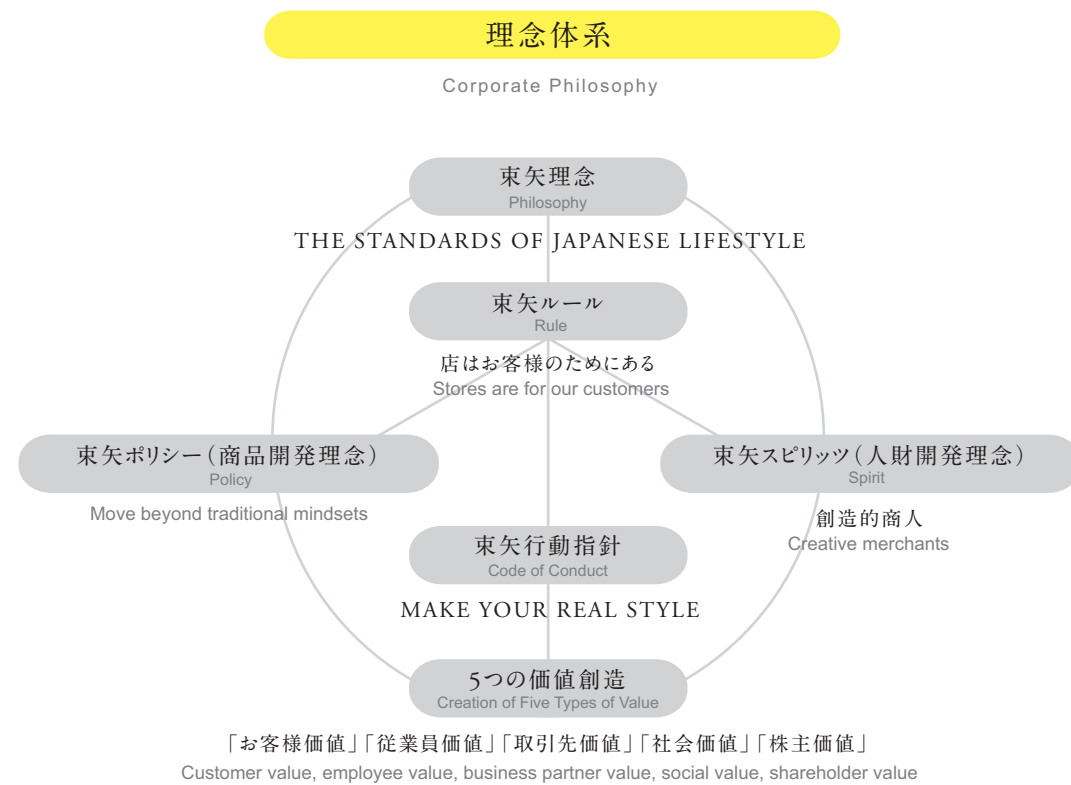 理念体系
Corporate Philosophy
束矢理念
Philosophy
THE STANDARDS OF JAPANESE LIFESTYLE
束矢ルール
Rule
店はお客様のためにある
Stores are for our customers
束矢ポリシー（商品開発理念）
Policy
Move beyond traditional mindsets
束矢スピリッツ（人財開発理念）
Spirit
創造的商人
Creative merchants
束矢行動指針
Code of Conduct
MAKE YOUR REAL STYLE
5つの価値創造
Creation of Five Types of Value
「お客様価値」「従業員価値」「取引先価値」「社会価値」「株主価値」
Customer value, employee value, business partner value, social value, shareholder value